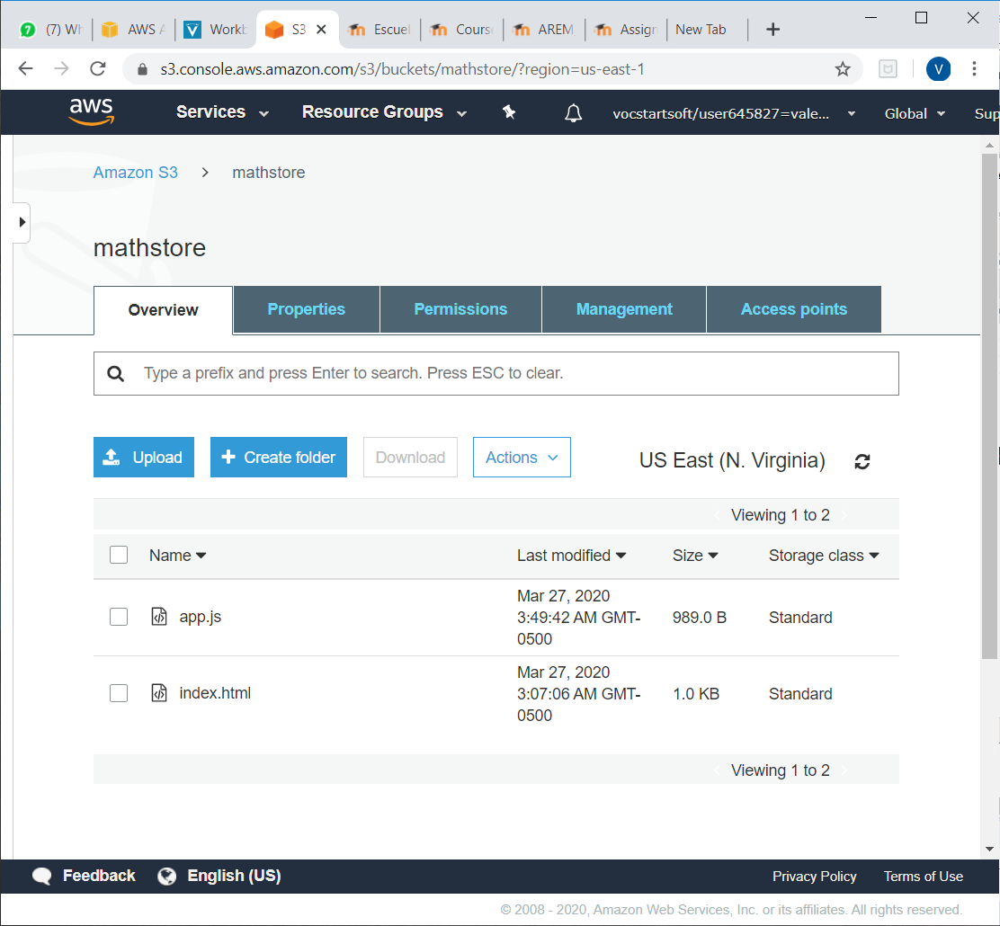 (7) Wh AWS A Workb S3 Escuel Course AREM Assign New Tab
s3.console.aws.amazon.com/s3/buckets/mathstore/?region=us-east-1 V
aws Services Resource Groups vocstartsoft/user645827=vale... Global Sup
Amazon S3 > mathstore
mathstore
Overview Properties Permissions Management Access points
Type a prefix and press Enter to search. Press ESC to clear.
Upload Create folder Download Actions US East (N. Virginia)
Viewing 1 to 2
Name Last modified Size Storage class
app.js Mar 27, 2020 3:49:42 AM GMT-0500 989.0 B Standard
index.html Mar 27, 2020 3:07:06 AM GMT-0500 1.0 KB Standard
Viewing 1 to 2
Feedback English (US) Privacy Policy Terms of Use
© 2008 - 2020, Amazon Web Services, Inc. or its affiliates. All rights reserved.